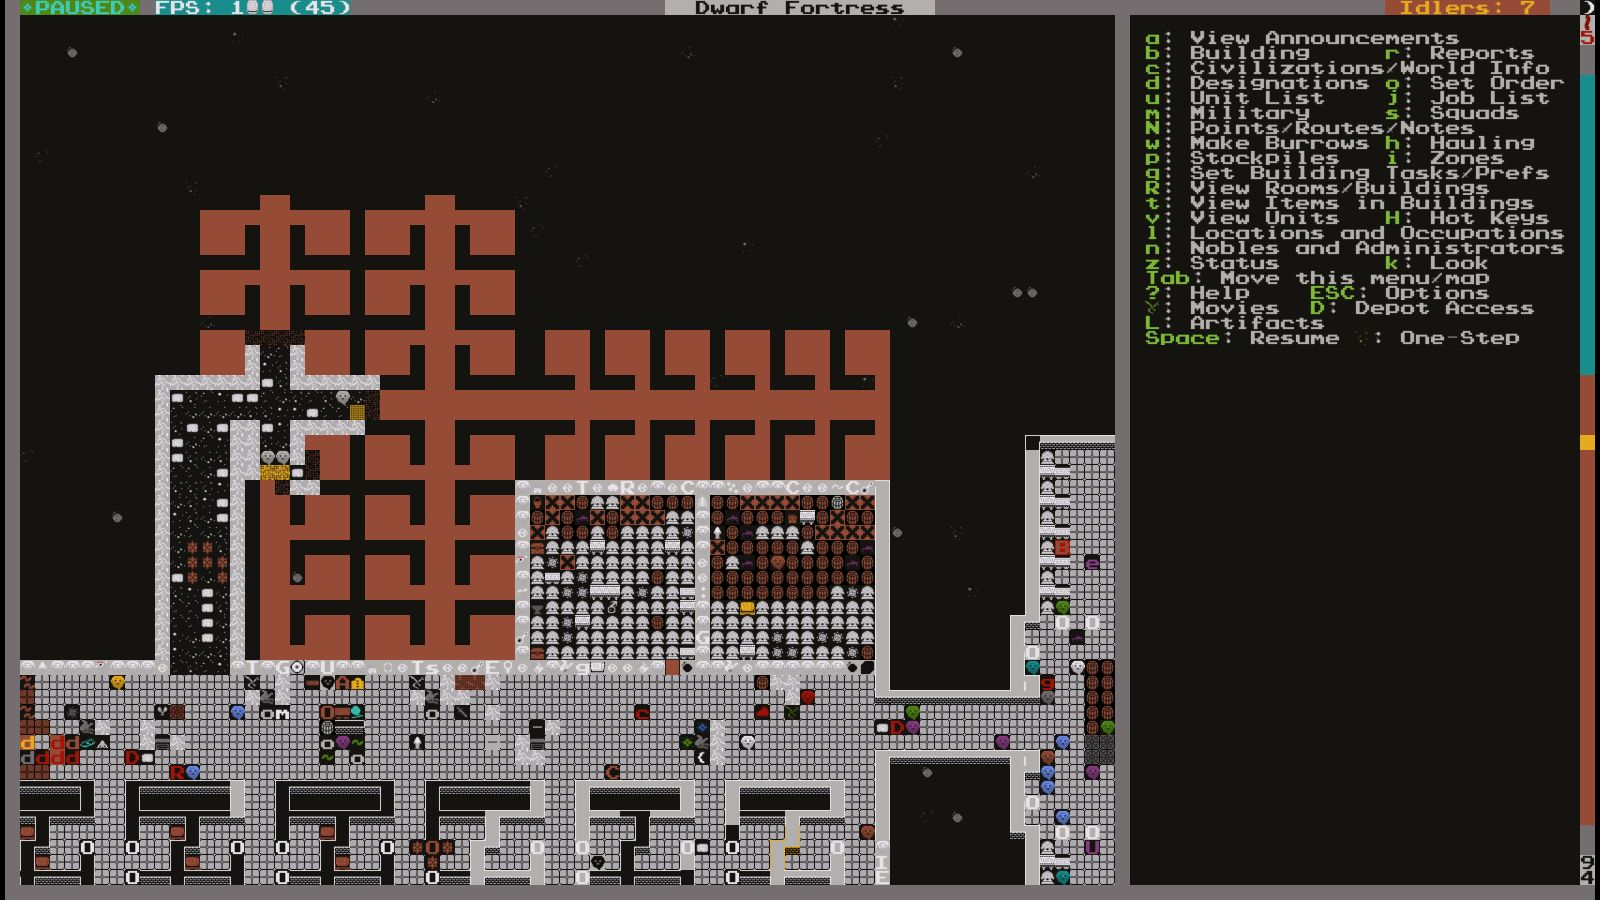 PAUSED FPS: 100 (45) Dwarf Fortress Idlers: 7
a: View Announcements
b: Building r: Reports
c: Civilizations/World Info
d: Designations o: Set Order
u: Unit List j: Job List
m: Military s: Squads
N: Points/Routes/Notes
w: Make Burrows h: Hauling
p: Stockpiles i: Zones
q: Set Building Tasks/Prefs
R: View Rooms/Buildings
t: View Items in Buildings
v: View Units H: Hot Keys
l: Locations and Occupations
n: Nobles and Administrators
z: Status k: Look
Tab: Move this menu/map
?: Help ESC: Options
: Movies D: Depot Access
L: Artifacts
Space: Resume : One-Step